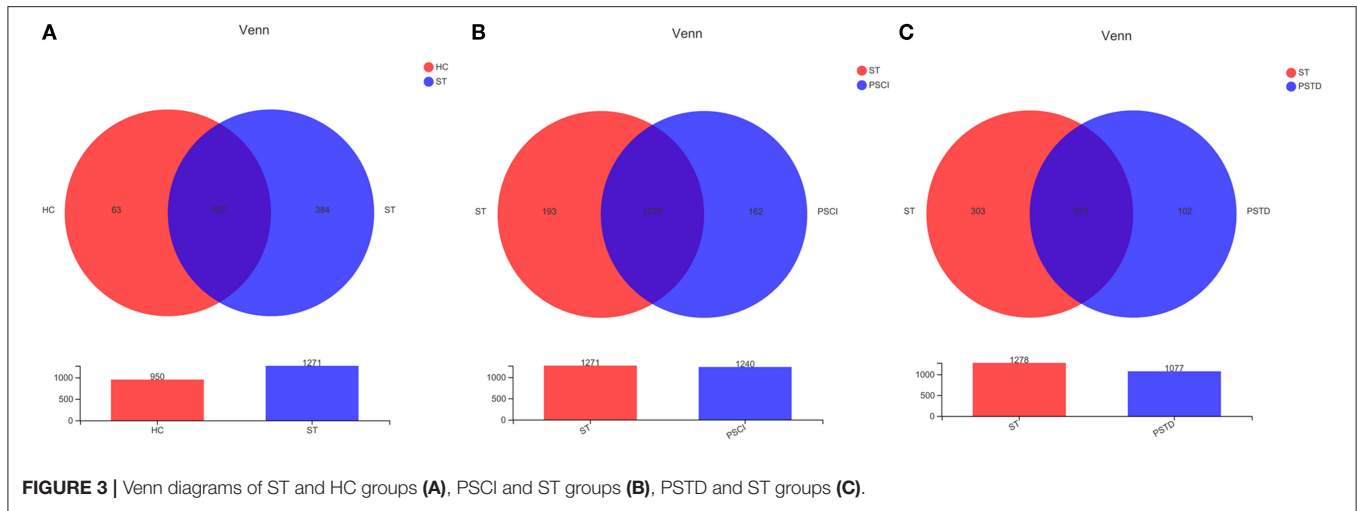 A
Venn
HC
ST
HC
63
887
384
ST
1000
500
0
950
1271
HC
ST
B
Venn
ST
PSCI
ST
193
1078
162
PSCI
1000
500
0
1271
1240
ST
PSCI
C
Venn
ST
PSTD
ST
303
975
102
PSTD
1000
500
0
1278
1077
ST
PSTD
FIGURE 3 | Venn diagrams of ST and HC groups (A), PSCI and ST groups (B), PSTD and ST groups (C).